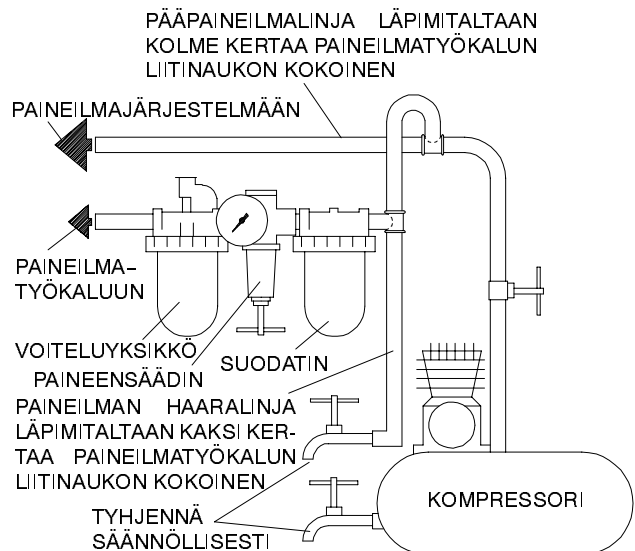 PÄÄPAINEILMALINJA LÄPIMITALTAAN
KOLME KERTAA PAINEILMATYÖKALUN
LIITINAUKON KOKOINEN
PAINEILMAJÄRJESTELMÄÄN
PAINEILMA–
TYÖKALUUN
VOITELUYKSIKKÖ
SUODATIN
PAINEENSÄÄDIN
PAINEILMAN HAARALINJA
LÄPIMITALTAAN KAKSI KER-
TAA PAINEILMATYÖKALUN
LIITINAUKON KOKOINEN
KOMPRESSORI
TYHJENNÄ
SÄÄNNÖLLISESTI